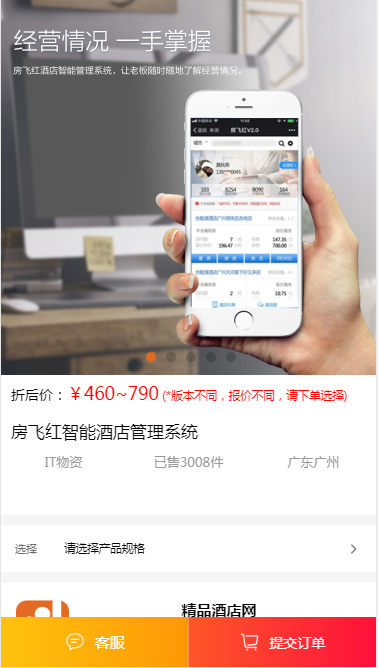 经营情况 一手掌握
房飞红酒店智能管理系统，让老板随时随地了解经营情况。
房飞红V2.0
折后价：￥460~790 (*版本不同，报价不同，请下单选择)
房飞红智能酒店管理系统
IT物资 已售3008件 广东广州
选择 请选择产品规格
精品酒店网
客服 提交订单